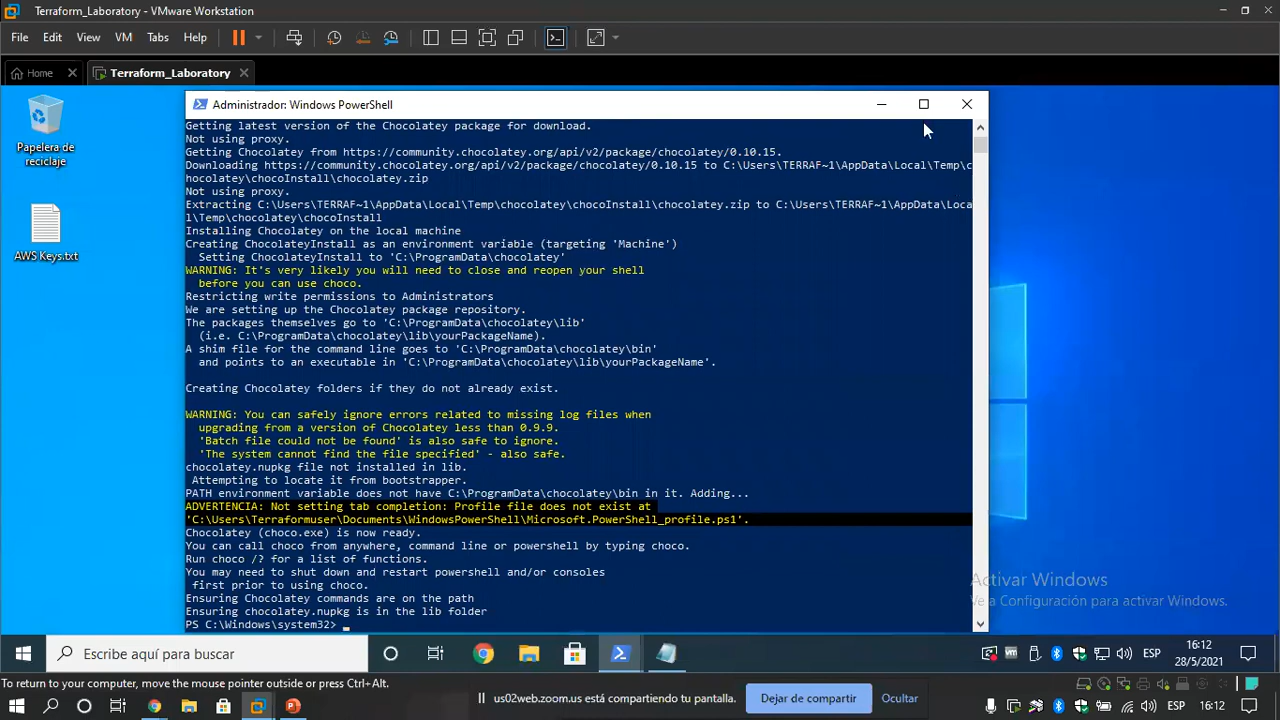 Terraform_Laboratory - VMware Workstation
File Edit View VM Tabs Help
Home
Terraform_Laboratory
Papelera de
reciclaje
AWS Keys.txt
Administrador: Windows PowerShell
Getting latest version of the Chocolatey package for download.
Not using proxy.
Getting Chocolatey from https://community.chocolatey.org/api/v2/package/chocolatey/0.10.15.
Downloading https://community.chocolatey.org/api/v2/package/chocolatey/0.10.15 to C:\Users\TERRAF~1\AppData\Local\Temp\c
hocolatey\chocoInstall\chocolatey.zip
Not using proxy.
Extracting C:\Users\TERRAF~1\AppData\Local\Temp\chocolatey\chocoInstall\chocolatey.zip to C:\Users\TERRAF~1\AppData\Loca
l\Temp\chocolatey\chocoInstall
Installing Chocolatey on the local machine
Creating ChocolateyInstall as an environment variable (targeting 'Machine')
Setting ChocolateyInstall to 'C:\ProgramData\chocolatey'
WARNING: It's very likely you will need to close and reopen your shell
before you can use choco.
Restricting write permissions to Administrators
We are setting up the Chocolatey package repository.
The packages themselves go to 'C:\ProgramData\chocolatey\lib'
(i.e. C:\ProgramData\chocolatey\lib\yourPackageName).
A shim file for the command line goes to 'C:\ProgramData\chocolatey\bin'
and points to an executable in 'C:\ProgramData\chocolatey\lib\yourPackageName'.
Creating Chocolatey folders if they do not already exist.
WARNING: You can safely ignore errors related to missing log files when
upgrading from a version of Chocolatey less than 0.9.9.
'Batch file could not be found' is also safe to ignore.
'The system cannot find the file specified' - also safe.
chocolatey.nupkg file not installed in lib.
Attempting to locate it from bootstrapper.
PATH environment variable does not have C:\ProgramData\chocolatey\bin in it. Adding...
ADVERTENCIA: Not setting tab completion: Profile file does not exist at
'C:\Users\Terraformuser\Documents\WindowsPowerShell\Microsoft.PowerShell_profile.ps1'.
Chocolatey (choco.exe) is now ready.
You can call choco from anywhere, command line or powershell by typing choco.
Run choco /? for a list of functions.
You may need to shut down and restart powershell and/or consoles
first prior to using choco.
Ensuring Chocolatey commands are on the path
Ensuring chocolatey.nupkg is in the lib folder
PS C:\Windows\system32> _
Activar Windows
Ve a Configuración para activar Windows.
Escribe aquí para buscar
ESP
16:12
28/5/2021
To return to your computer, move the mouse pointer outside or press Ctrl+Alt.
us02web.zoom.us está compartiendo tu pantalla.
Dejar de compartir
Ocultar
ESP
16:12